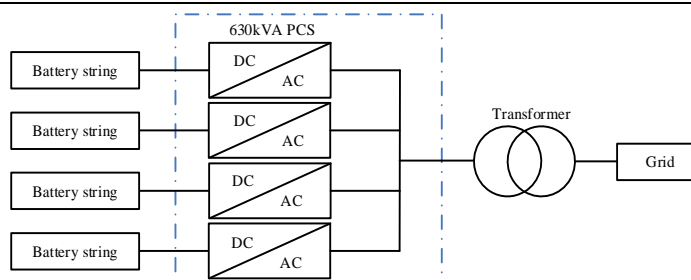 630kVA PCS
Battery string
DC
AC
Battery string
DC
AC
Battery string
DC
AC
Battery string
DC
AC
Transformer
Grid